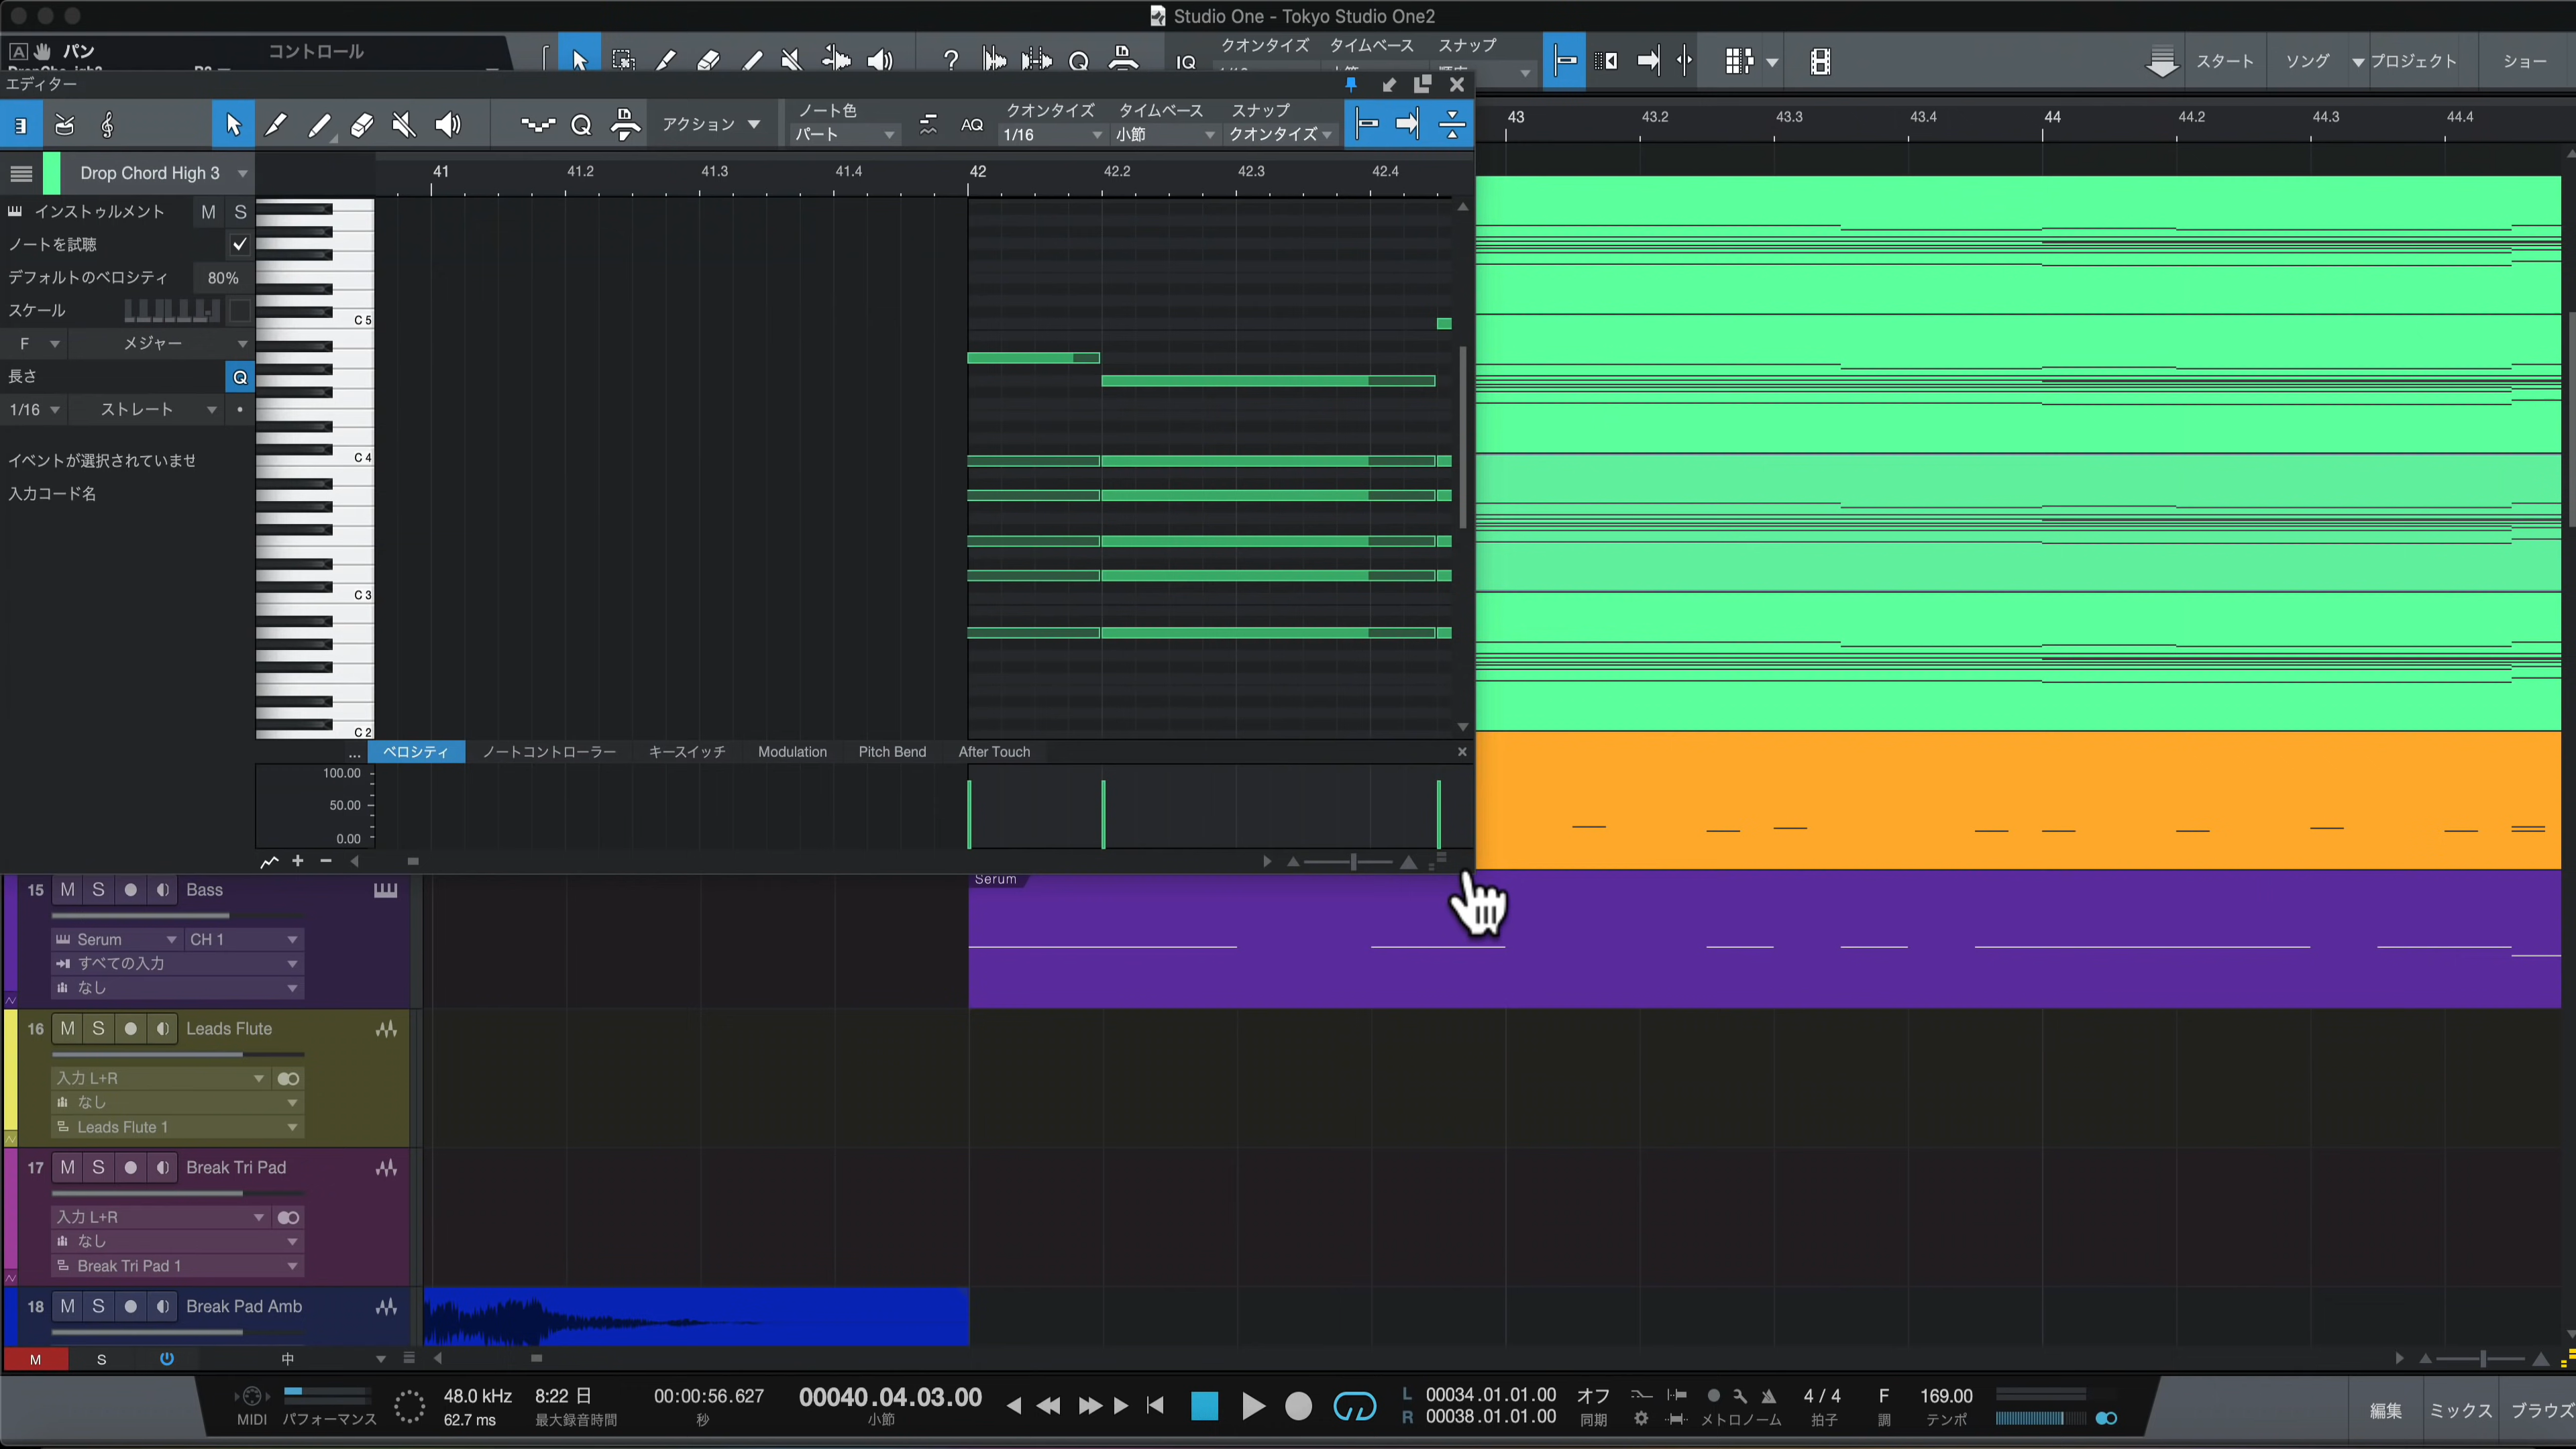 Studio One - Tokyo Studio One2
A パン コントロール
クオンタイズ タイムベース スナップ
IQ
スタート ソング プロジェクト ショー
エディター
アクション ノート色 パート AQ クオンタイズ 1/16 タイムベース 小節 スナップ クオンタイズ
43 43.2 43.3 43.4 44 44.2 44.3 44.4
Drop Chord High 3
41 41.2 41.3 41.4 42 42.2 42.3 42.4
インストゥルメント M S
ノートを試聴
デフォルトのベロシティ 80%
スケール
F メジャー
長さ Q
1/16 ストレート
イベントが選択されていませ
入力コード名
C 5
C 4
C 3
C 2
... ベロシティ ノートコントローラー キースイッチ Modulation Pitch Bend After Touch
100.00
50.00
0.00
15 M S Bass
Serum
Serum CH 1
すべての入力
なし
16 M S Leads Flute
入力 L+R
なし
Leads Flute 1
17 M S Break Tri Pad
入力 L+R
なし
Break Tri Pad 1
18 M S Break Pad Amb
M S 中
MIDI パフォーマンス
48.0 kHz
62.7 ms
8:22 日
最大録音時間
00:00:56.627
秒
00040.04.03.00
小節
L 00034.01.01.00
R 00038.01.01.00
オフ
同期
メトロノーム
4 / 4
拍子
F
調
169.00
テンポ
編集 ミックス ブラウズ